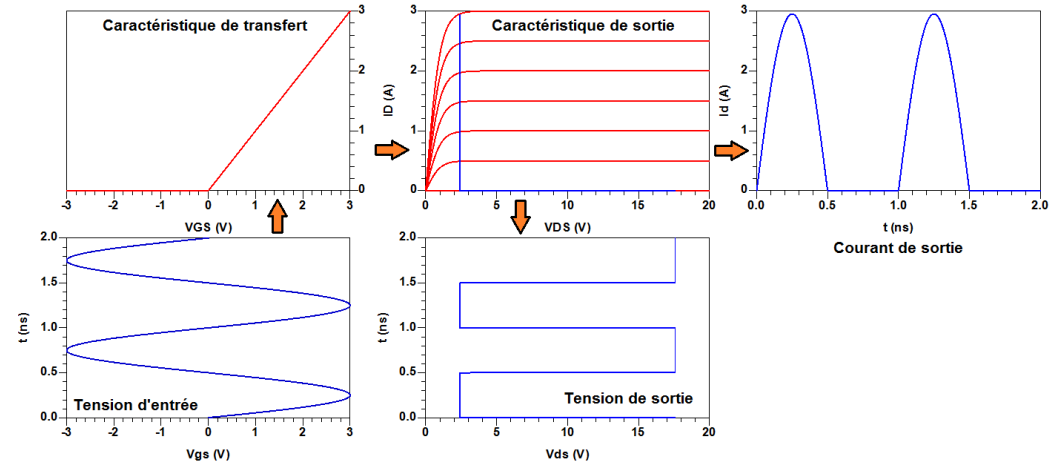 Caractéristique de transfert
-3 -2 -1 0 1 2 3
VGS (V)
0 1 2 3
ID (A)
Caractéristique de sortie
0 1 2 3
0 5 10 15 20
VDS (V)
Id (A)
0 1 2 3
0.0 0.5 1.0 1.5 2.0
t (ns)
Courant de sortie
t (ns)
0.0 0.5 1.0 1.5 2.0
Tension d'entrée
-3 -2 -1 0 1 2 3
Vgs (V)
t (ns)
0.0 0.5 1.0 1.5 2.0
Tension de sortie
0 5 10 15 20
Vds (V)